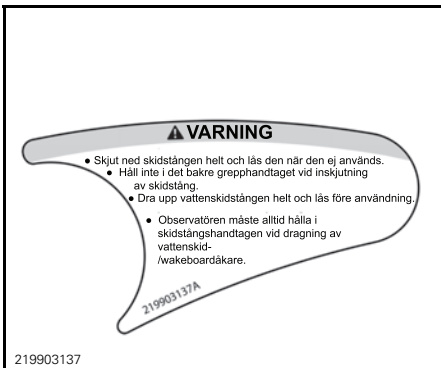 ⚠ VARNING
● Skjut ned skidstången helt och lås den när den ej används.
● Håll inte i det bakre grepphandtaget vid inskjutning
av skidstång.
● Dra upp vattenskidstången helt och lås före användning.
● Observatören måste alltid hålla i
skidstångshandtagen vid dragning av
vattenskid-
/wakeboardåkare.
219903137A
219903137